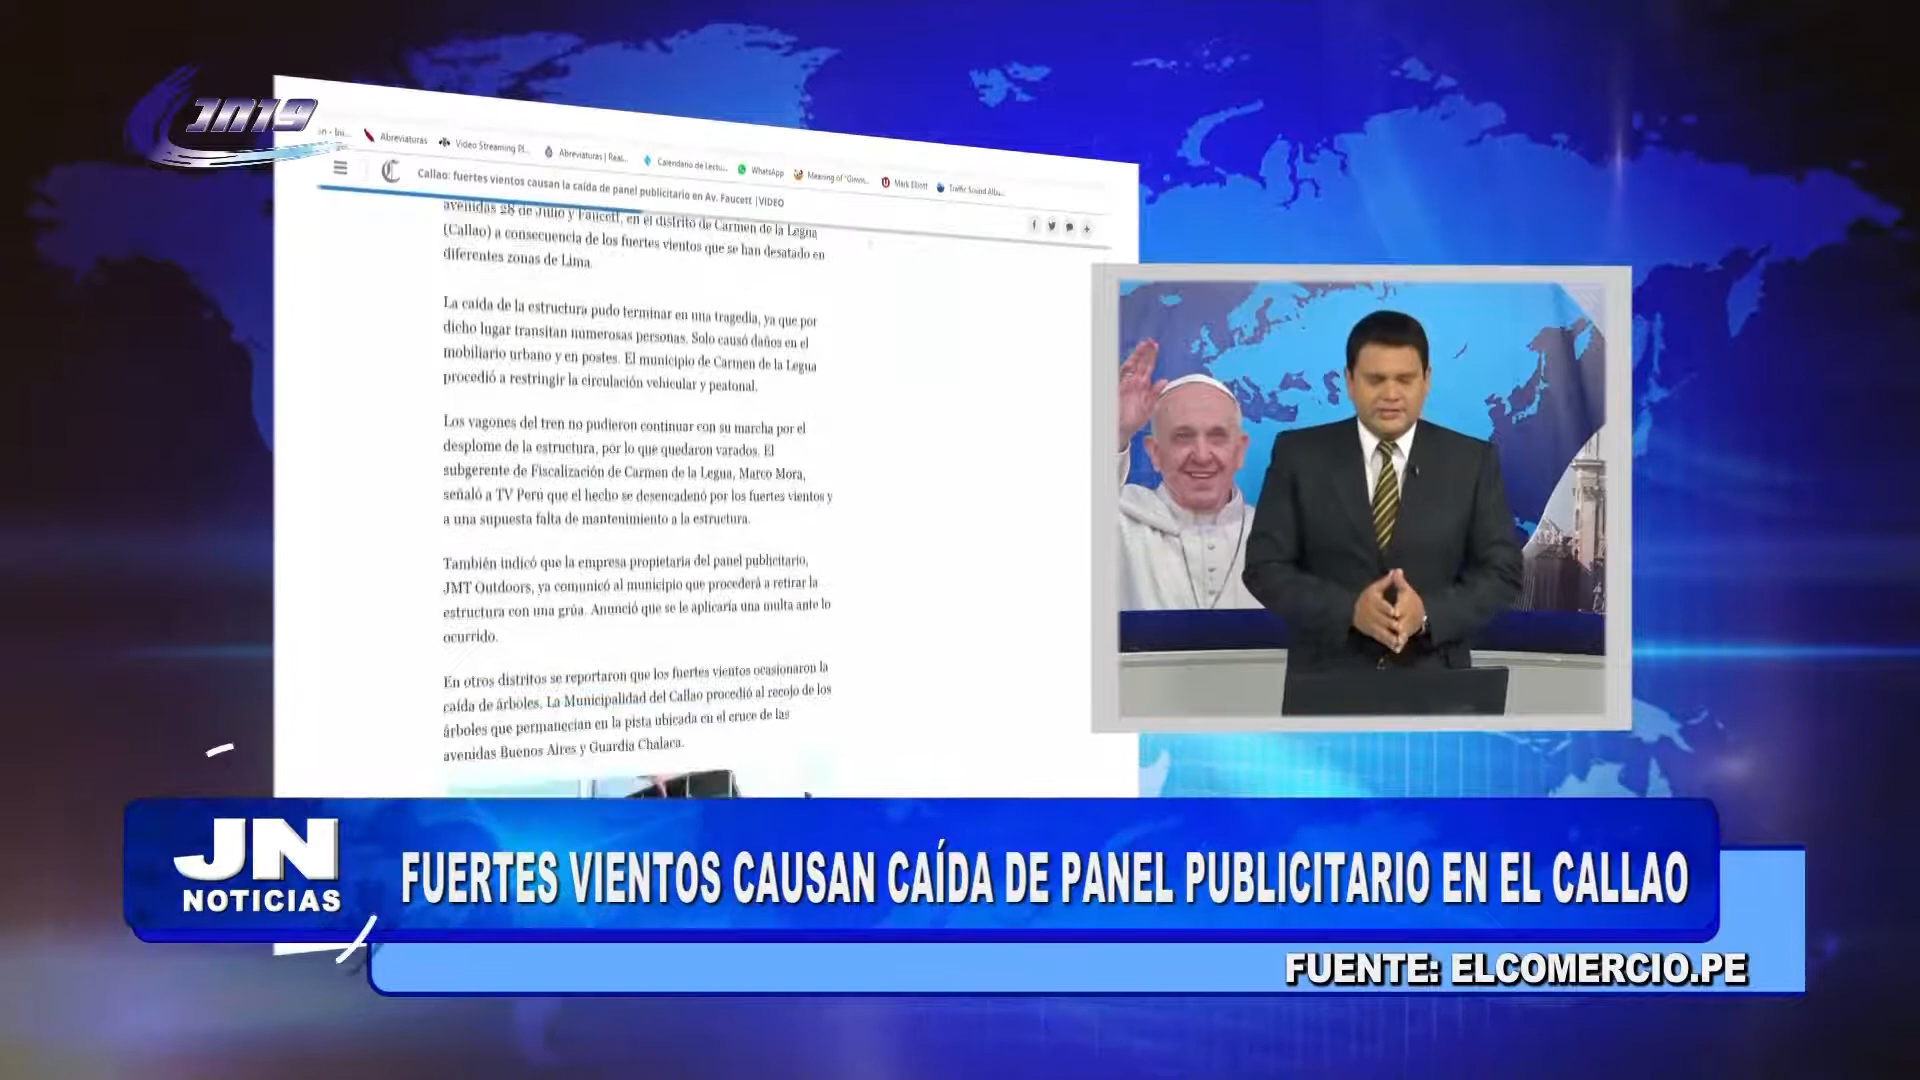 JN19
Abreviaturas
Video Streaming Pl...
Abreviaturas | Real...
Calendario de Lectu...
WhatsApp
Meaning of "Gimm...
Mark Elliott
Traffic Sound Albu...
Callao: fuertes vientos causan la caída de panel publicitario en Av. Faucett |VIDEO
avenidas 28 de Julio y Faucett, en el distrito de Carmen de la Legua
(Callao) a consecuencia de los fuertes vientos que se han desatado en
diferentes zonas de Lima.
La caída de la estructura pudo terminar en una tragedia, ya que por
dicho lugar transitan numerosas personas. Solo causó daños en el
mobiliario urbano y en postes. El municipio de Carmen de la Legua
procedió a restringir la circulación vehicular y peatonal.
Los vagones del tren no pudieron continuar con su marcha por el
desplome de la estructura, por lo que quedaron varados. El
subgerente de Fiscalización de Carmen de la Legua, Marco Mora,
señaló a TV Perú que el hecho se desencadenó por los fuertes vientos y
a una supuesta falta de mantenimiento a la estructura.
También indicó que la empresa propietaria del panel publicitario,
JMT Outdoors, ya comunicó al municipio que procederá a retirar la
estructura con una grúa. Anunció que se le aplicaría una multa ante lo
ocurrido.
En otros distritos se reportaron que los fuertes vientos ocasionaron la
caída de árboles. La Municipalidad del Callao procedió al recojo de los
árboles que permanecían en la pista ubicada en el cruce de las
avenidas Buenos Aires y Guardia Chalaca.
JN
NOTICIAS
FUERTES VIENTOS CAUSAN CAÍDA DE PANEL PUBLICITARIO EN EL CALLAO
FUENTE: ELCOMERCIO.PE